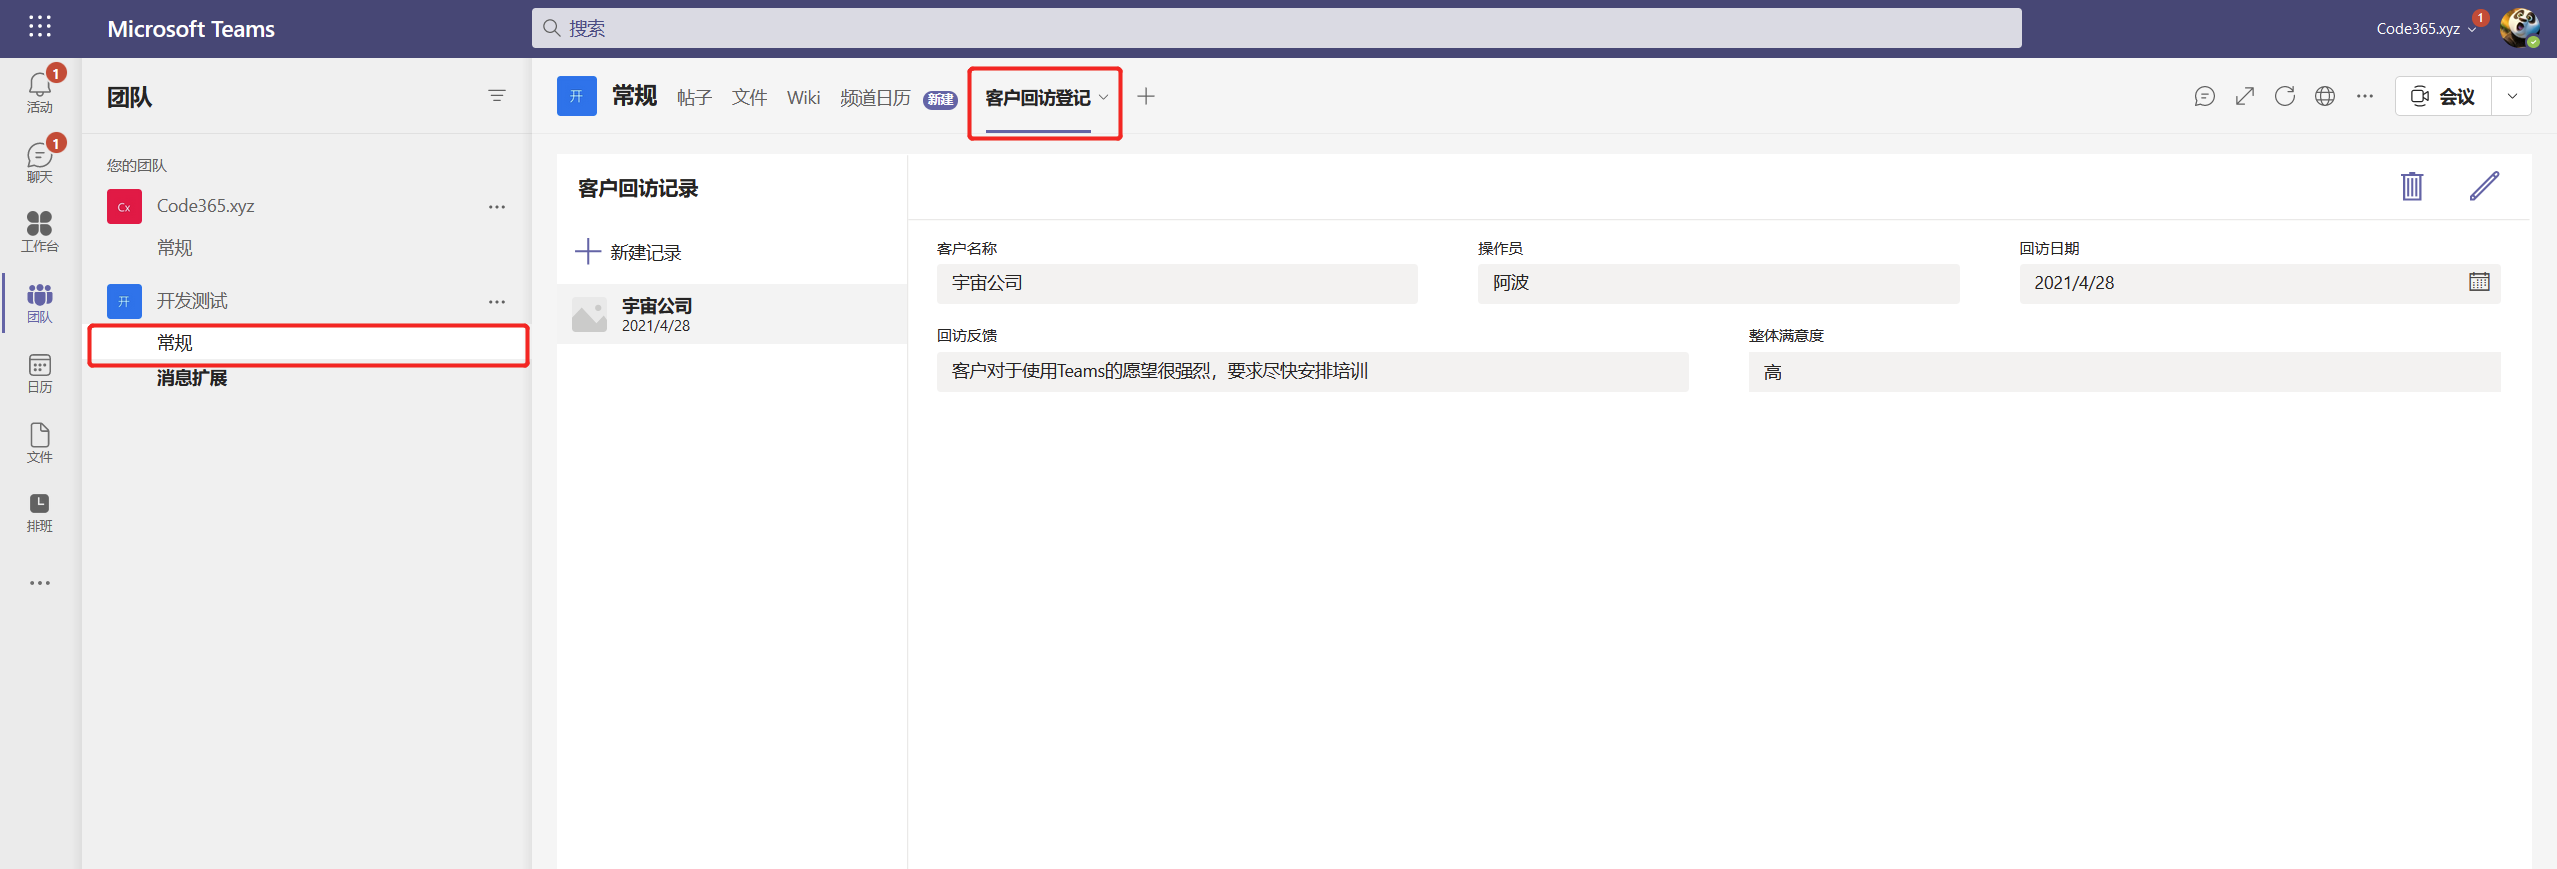 Microsoft Teams
搜索
Code365.xyz
1
1
活动
1
聊天
工作台
团队
日历
文件
排班
团队
您的团队
Cx
Code365.xyz
常规
开
开发测试
常规
消息扩展
开
常规
帖子
文件
Wiki
频道日历
新建
客户回访登记
会议
客户回访记录
新建记录
宇宙公司
2021/4/28
客户名称
操作员
回访日期
宇宙公司
阿波
2021/4/28
回访反馈
整体满意度
客户对于使用Teams的愿望很强烈，要求尽快安排培训
高